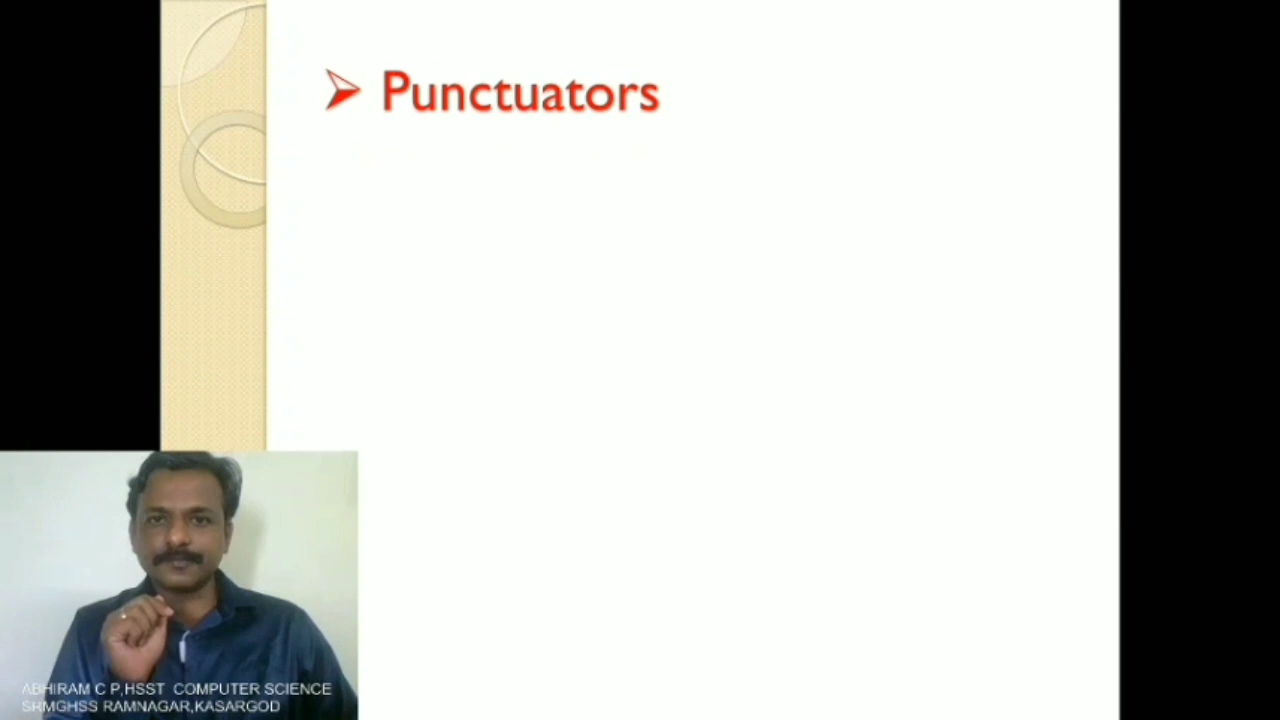 Punctuators
ABHIRAM C P,HSST COMPUTER SCIENCE
SRMGHSS RAMNAGAR,KASARGOD